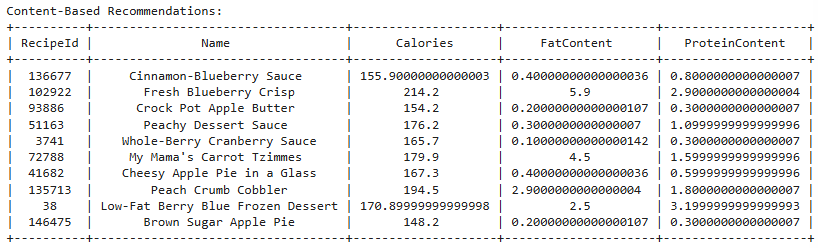 Content-Based Recommendations:
+----------+--------------------------------+--------------------+---------------------+--------------------+
| RecipeId | Name | Calories | FatContent | ProteinContent |
+----------+--------------------------------+--------------------+---------------------+--------------------+
| 136677 | Cinnamon-Blueberry Sauce | 155.90000000000003 | 0.40000000000000036 | 0.8000000000000007 |
| 102922 | Fresh Blueberry Crisp | 214.2 | 5.9 | 2.9000000000000004 |
| 93886 | Crock Pot Apple Butter | 154.2 | 0.20000000000000107 | 0.3000000000000007 |
| 51163 | Peachy Dessert Sauce | 176.2 | 0.3000000000000007 | 1.0999999999999996 |
| 3741 | Whole-Berry Cranberry Sauce | 165.7 | 0.10000000000000142 | 0.3000000000000007 |
| 72788 | My Mama's Carrot Tzimmes | 179.9 | 4.5 | 1.5999999999999996 |
| 41682 | Cheesy Apple Pie in a Glass | 167.3 | 0.40000000000000036 | 0.5999999999999996 |
| 135713 | Peach Crumb Cobbler | 194.5 | 2.9000000000000004 | 1.8000000000000007 |
| 38 | Low-Fat Berry Blue Frozen Dessert | 170.89999999999998 | 2.5 | 3.1999999999999993 |
| 146475 | Brown Sugar Apple Pie | 148.2 | 0.20000000000000107 | 0.3000000000000007 |
+----------+--------------------------------+--------------------+---------------------+--------------------+